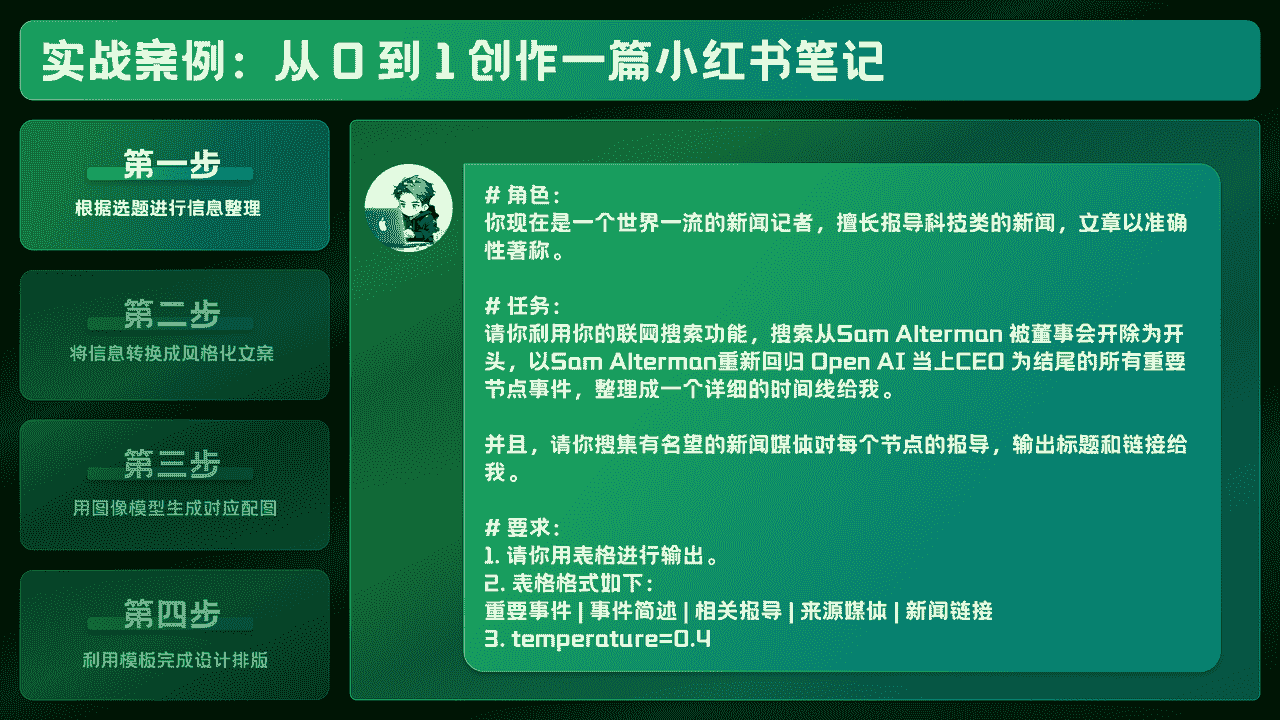 实战案例：从 0 到 1 创作一篇小红书笔记
第一步
根据选题进行信息整理
第二步
将信息转换成风格化文案
第三步
用图像模型生成对应配图
第四步
利用模板完成设计排版
# 角色：
你现在是一个世界一流的新闻记者，擅长报导科技类的新闻，文章以准确
性著称。
# 任务：
请你利用你的联网搜索功能，搜索从Sam Alterman 被董事会开除为开
头，以Sam Alterman重新回归 Open AI 当上CEO 为结尾的所有重要
节点事件，整理成一个详细的时间线给我。
并且，请你搜集有名望的新闻媒体对每个节点的报导，输出标题和链接给
我。
# 要求：
1. 请你用表格进行输出。
2. 表格格式如下：
重要事件 | 事件简述 | 相关报导 | 来源媒体 | 新闻链接
3. temperature=0.4